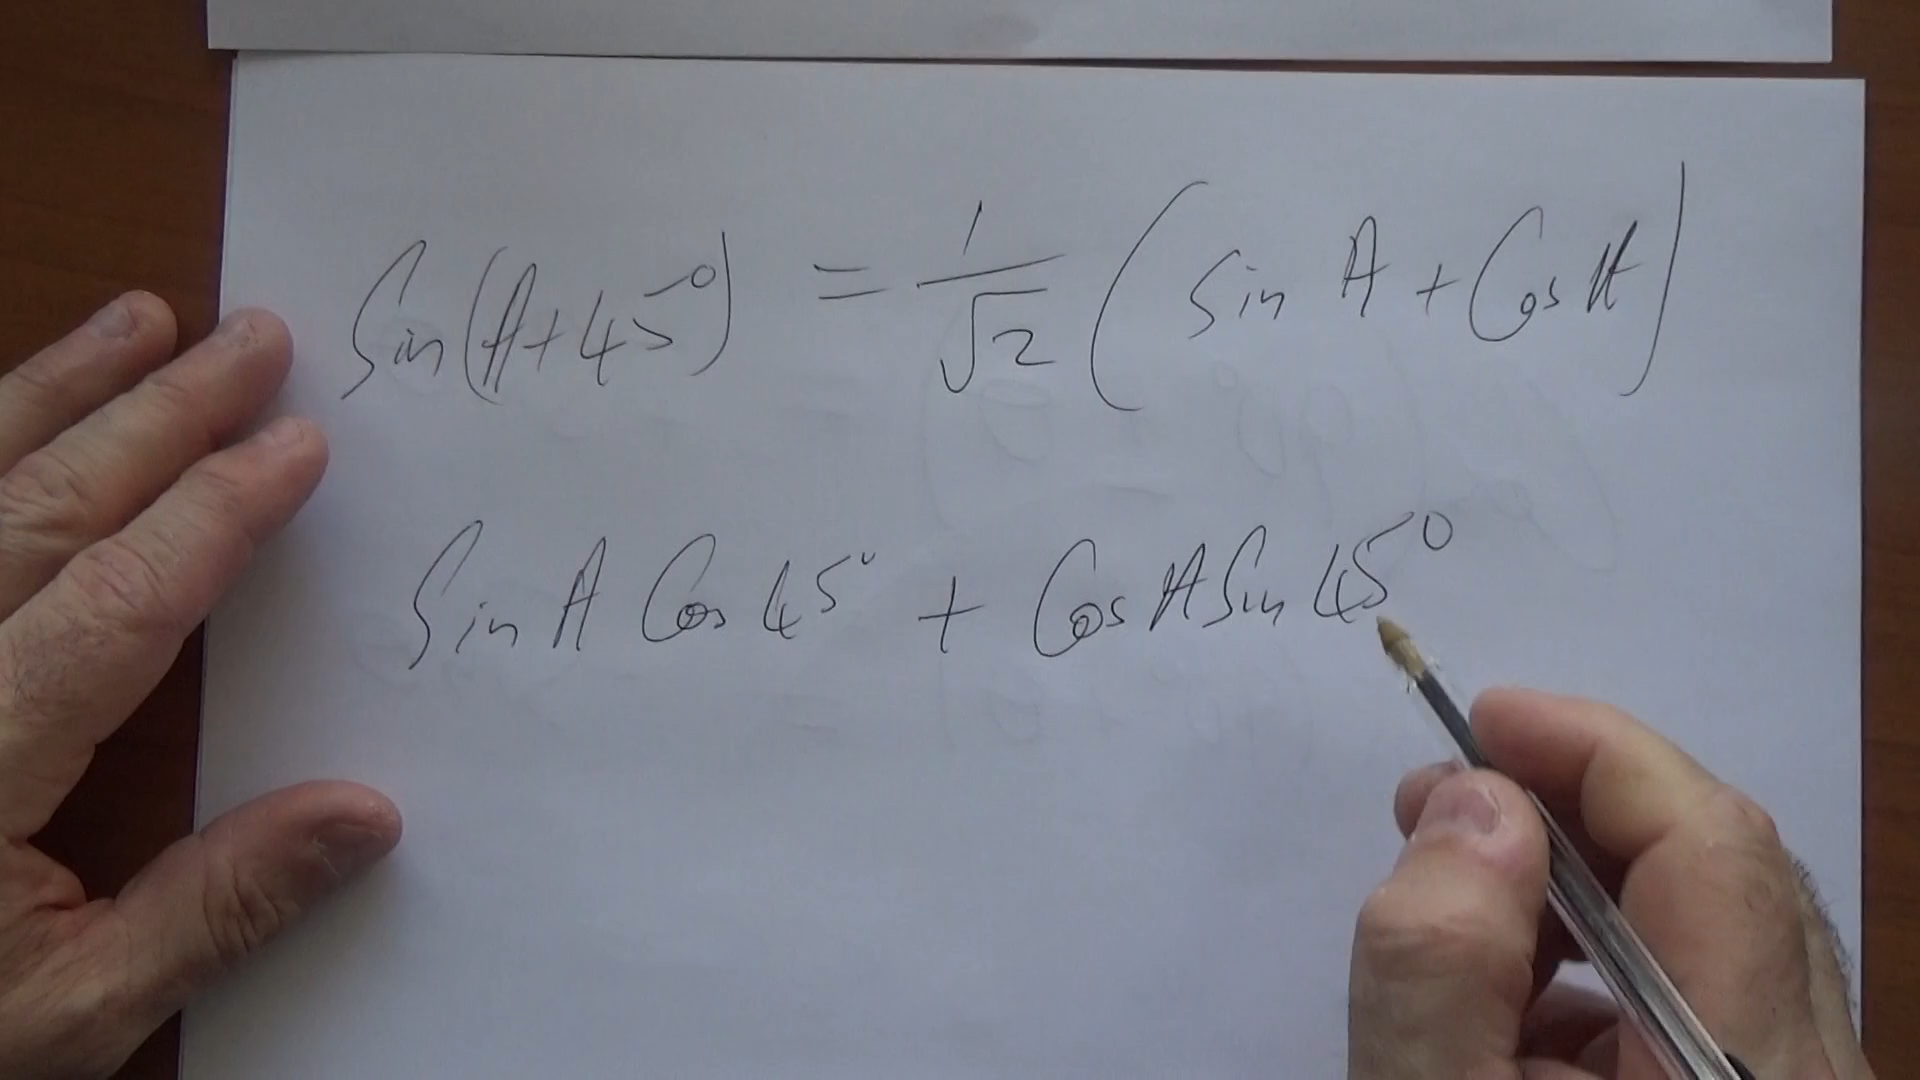 Sin(A+45°) = 1/√2 (Sin A + Cos A)
Sin A Cos 45° + Cos A Sin 45°